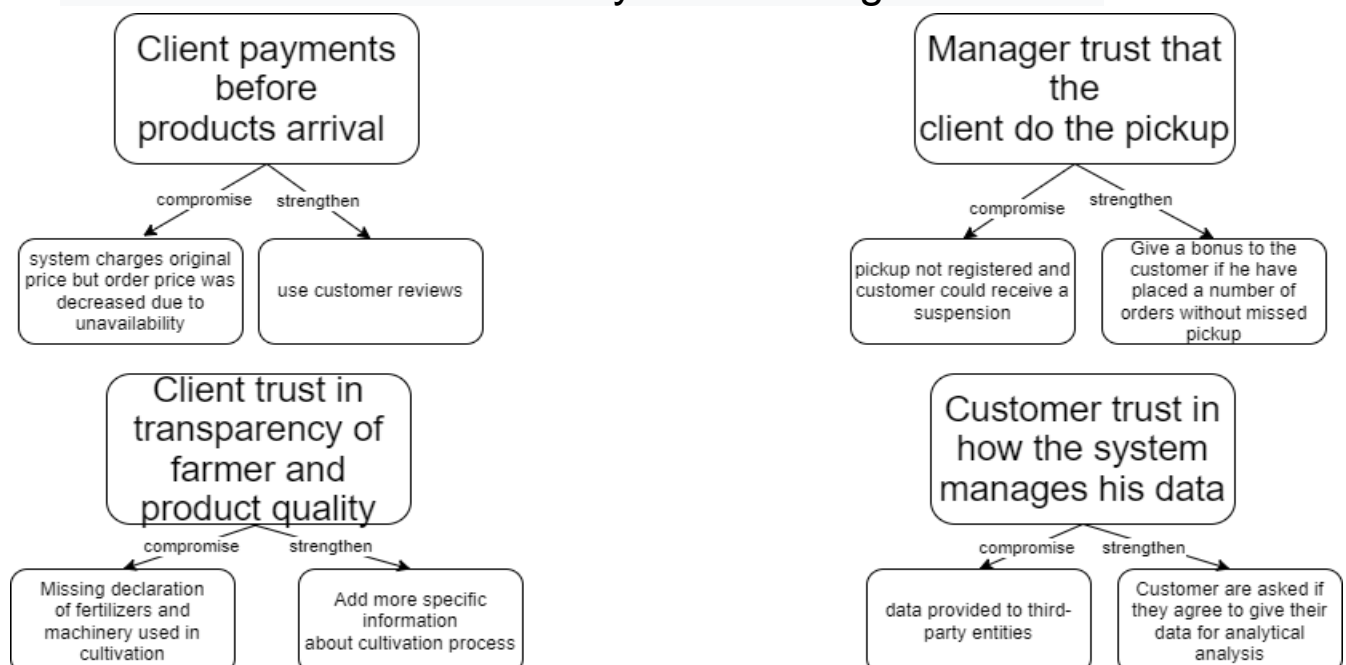 Client payments
before
products arrival
compromise
strengthen
system charges original
price but order price was
decreased due to
unavailability
use customer reviews
Manager trust that
the
client do the pickup
compromise
strengthen
pickup not registered and
customer could receive a
suspension
Give a bonus to the
customer if he have
placed a number of
orders without missed
pickup
Client trust in
transparency of
farmer and
product quality
compromise
strengthen
Missing declaration
of fertilizers and
machinery used in
cultivation
Add more specific
information
about cultivation process
Customer trust in
how the system
manages his data
compromise
strengthen
data provided to third-
party entities
Customer are asked if
they agree to give their
data for analytical
analysis